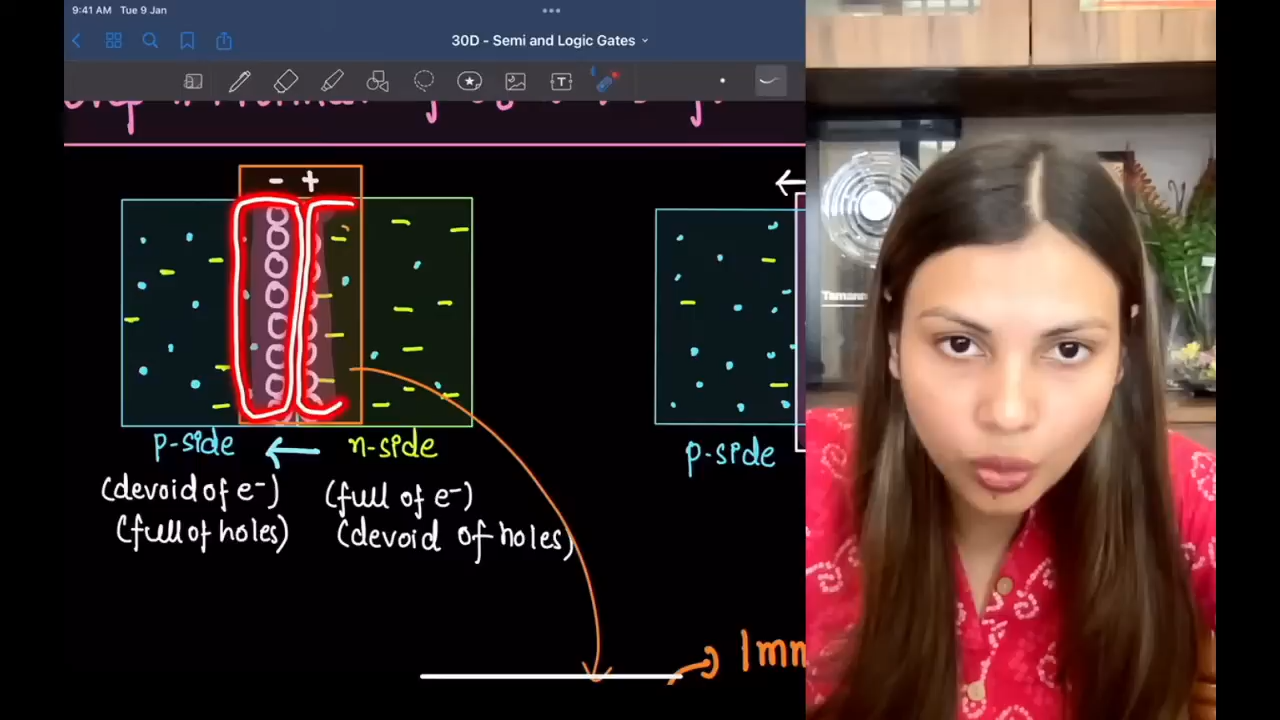 9:41 AM Tue 9 Jan
30D - Semi and Logic Gates
T
- +
p-side
n-side
(devoid of e-)
(full of e-)
(full of holes)
(devoid of holes)
p-side
Imm